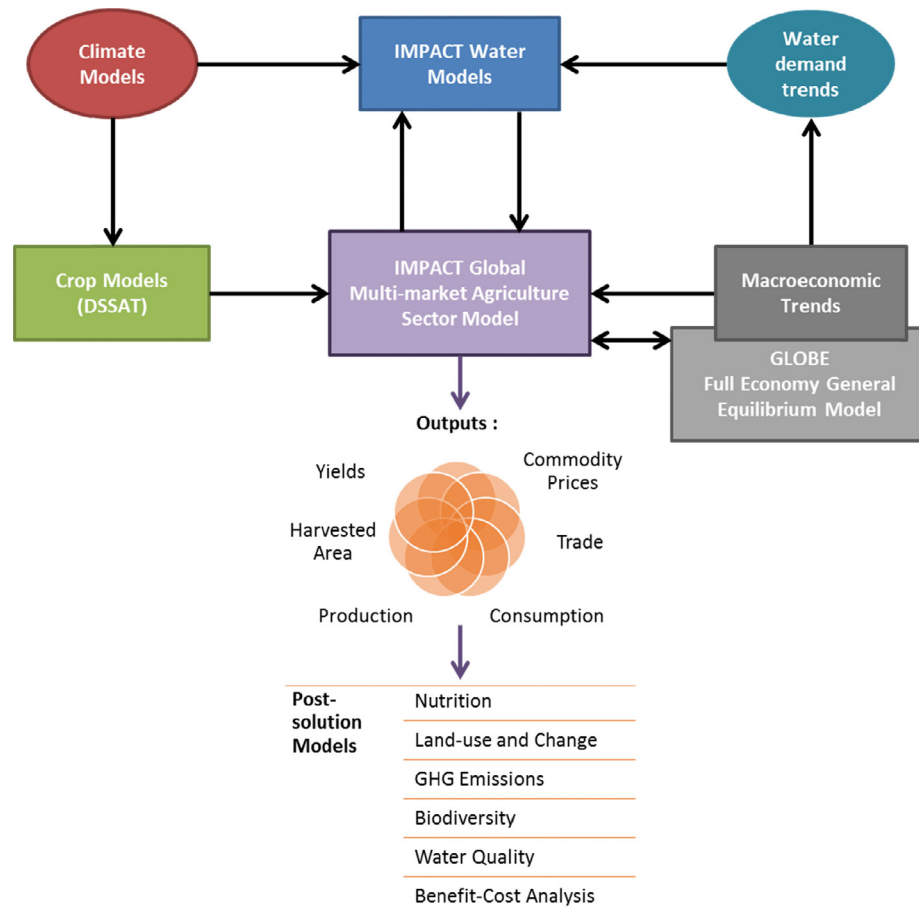 Climate
Models
IMPACT Water
Models
Water
demand
trends
Crop Models
(DSSAT)
IMPACT Global
Multi-market Agriculture
Sector Model
Macroeconomic
Trends
GLOBE
Full Economy General
Equilibrium Model
Outputs :
Yields
Commodity
Prices
Harvested
Area
Trade
Production
Consumption
Post-
solution
Models
Nutrition
Land-use and Change
GHG Emissions
Biodiversity
Water Quality
Benefit-Cost Analysis